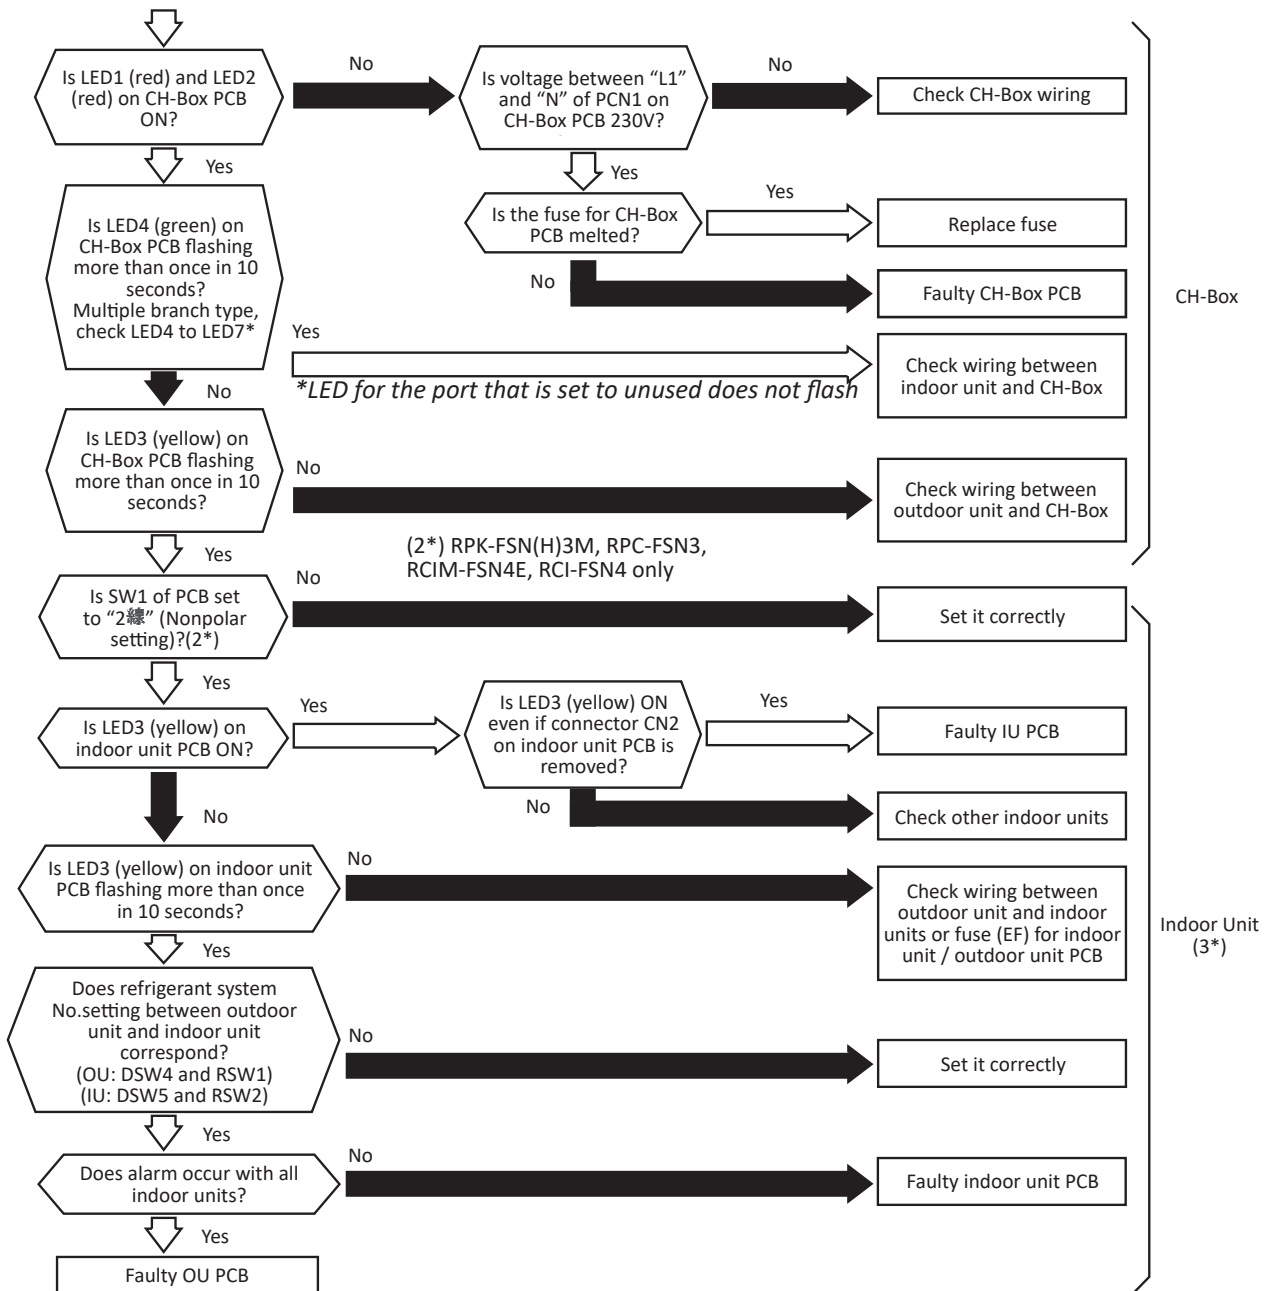 Is LED1 (red) and LED2
(red) on CH-Box PCB
ON?
No
Is voltage between “L1”
and “N” of PCN1 on
CH-Box PCB 230V?
No
Check CH-Box wiring
Yes
Yes
Is the fuse for CH-Box
PCB melted?
Yes
Replace fuse
No
Faulty CH-Box PCB
CH-Box
Is LED4 (green) on
CH-Box PCB flashing
more than once in 10
seconds?
Multiple branch type,
check LED4 to LED7*
Yes
Check wiring between
indoor unit and CH-Box
*LED for the port that is set to unused does not flash
No
Is LED3 (yellow) on
CH-Box PCB flashing
more than once in 10
seconds?
No
Check wiring between
outdoor unit and CH-Box
Yes
(2*) RPK-FSN(H)3M, RPC-FSN3,
RCIM-FSN4E, RCI-FSN4 only
Is SW1 of PCB set
to “2線” (Nonpolar
setting)?(2*)
No
Set it correctly
Yes
Is LED3 (yellow) on
indoor unit PCB ON?
Yes
Is LED3 (yellow) ON
even if connector CN2
on indoor unit PCB is
removed?
Yes
Faulty IU PCB
No
Check other indoor units
No
Is LED3 (yellow) on indoor unit
PCB flashing more than once
in 10 seconds?
No
Check wiring between
outdoor unit and indoor
units or fuse (EF) for indoor
unit / outdoor unit PCB
Indoor Unit
(3*)
Yes
Does refrigerant system
No.setting between outdoor
unit and indoor unit
correspond?
(OU: DSW4 and RSW1)
(IU: DSW5 and RSW2)
No
Set it correctly
Yes
Does alarm occur with all
indoor units?
No
Faulty indoor unit PCB
Yes
Faulty OU PCB